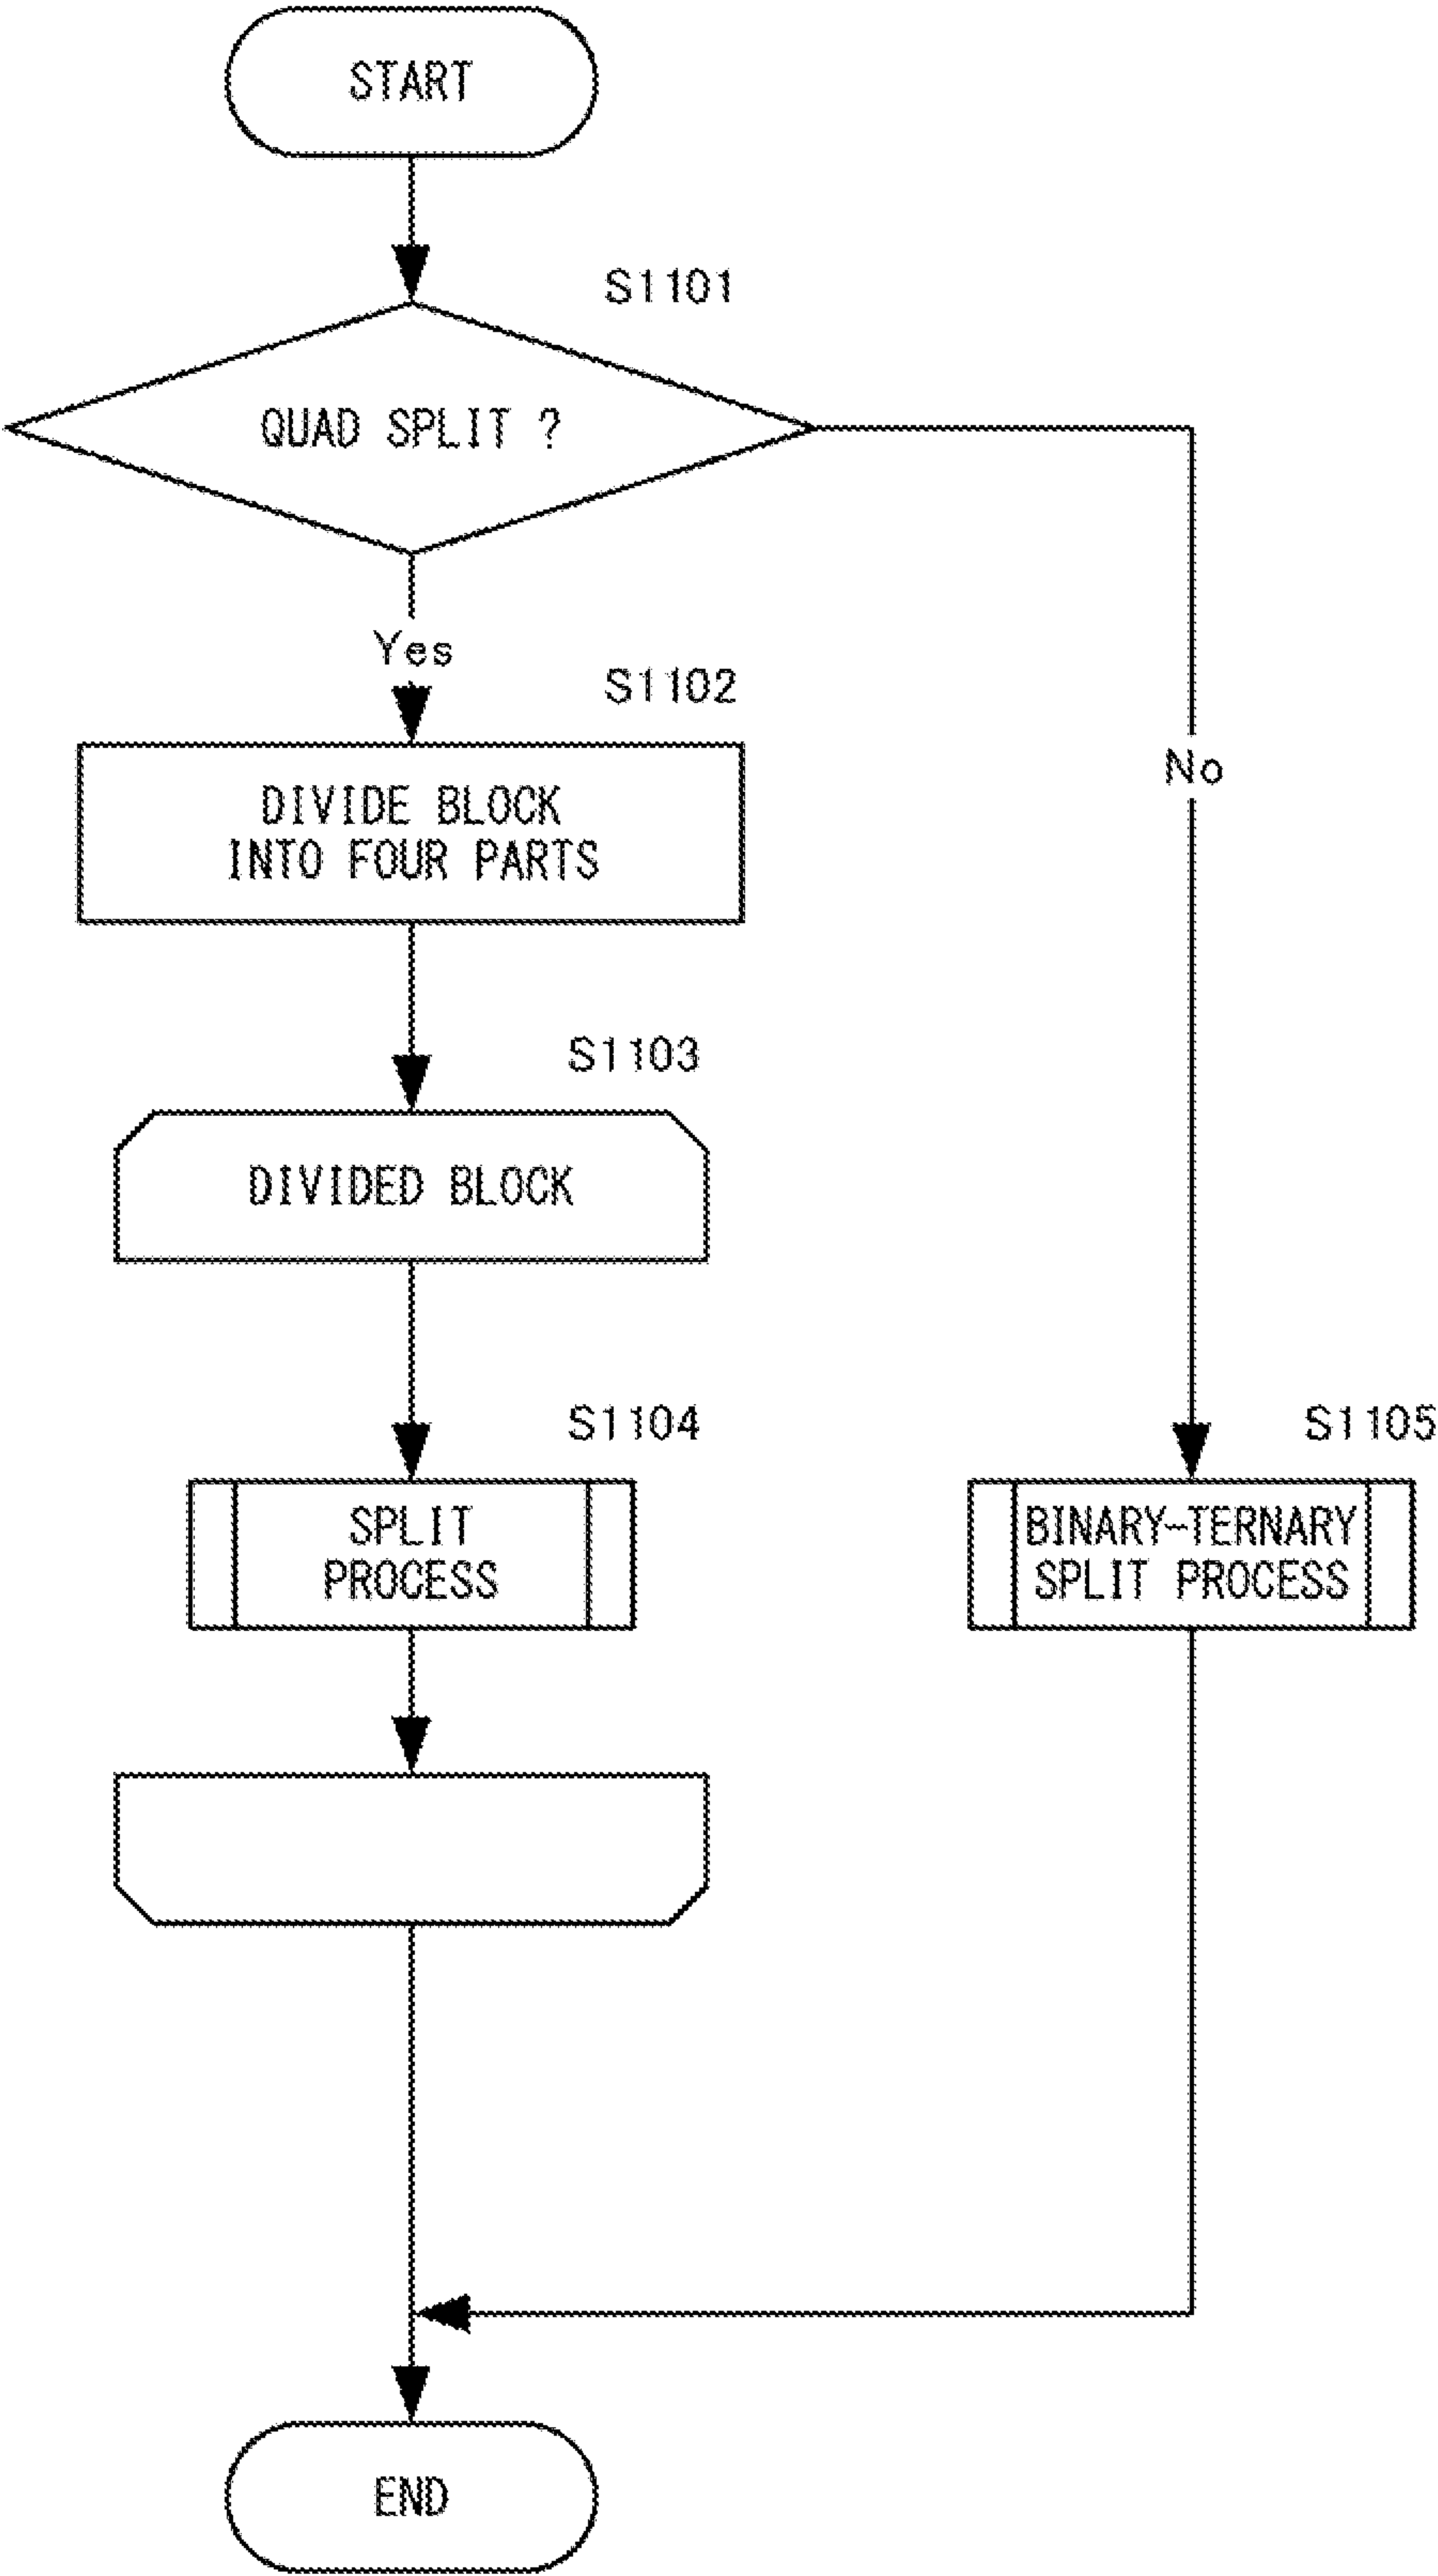 START
S1101
QUAD SPLIT ?
Yes
S1102
No
DIVIDE BLOCK
INTO FOUR PARTS
S1103
DIVIDED BLOCK
S1104
SPLIT
PROCESS
S1105
BINARY-TERNARY
SPLIT PROCESS
END